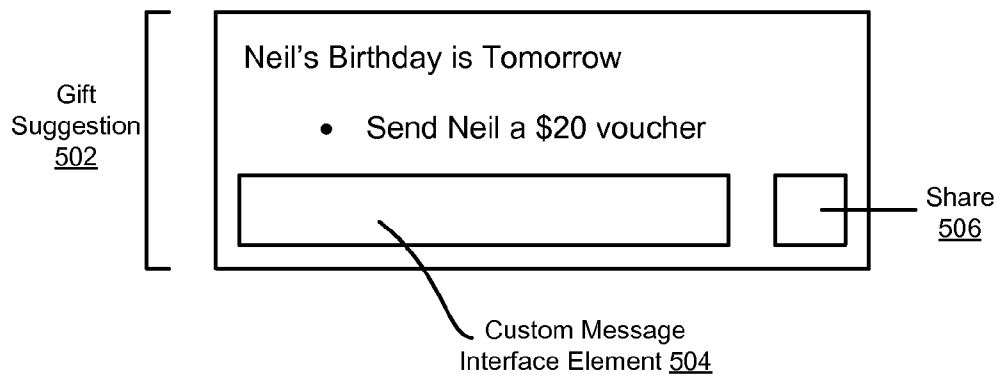 Neil's Birthday is Tomorrow
Gift
Suggestion
502
• Send Neil a $20 voucher
Share
506
Custom Message
Interface Element 504